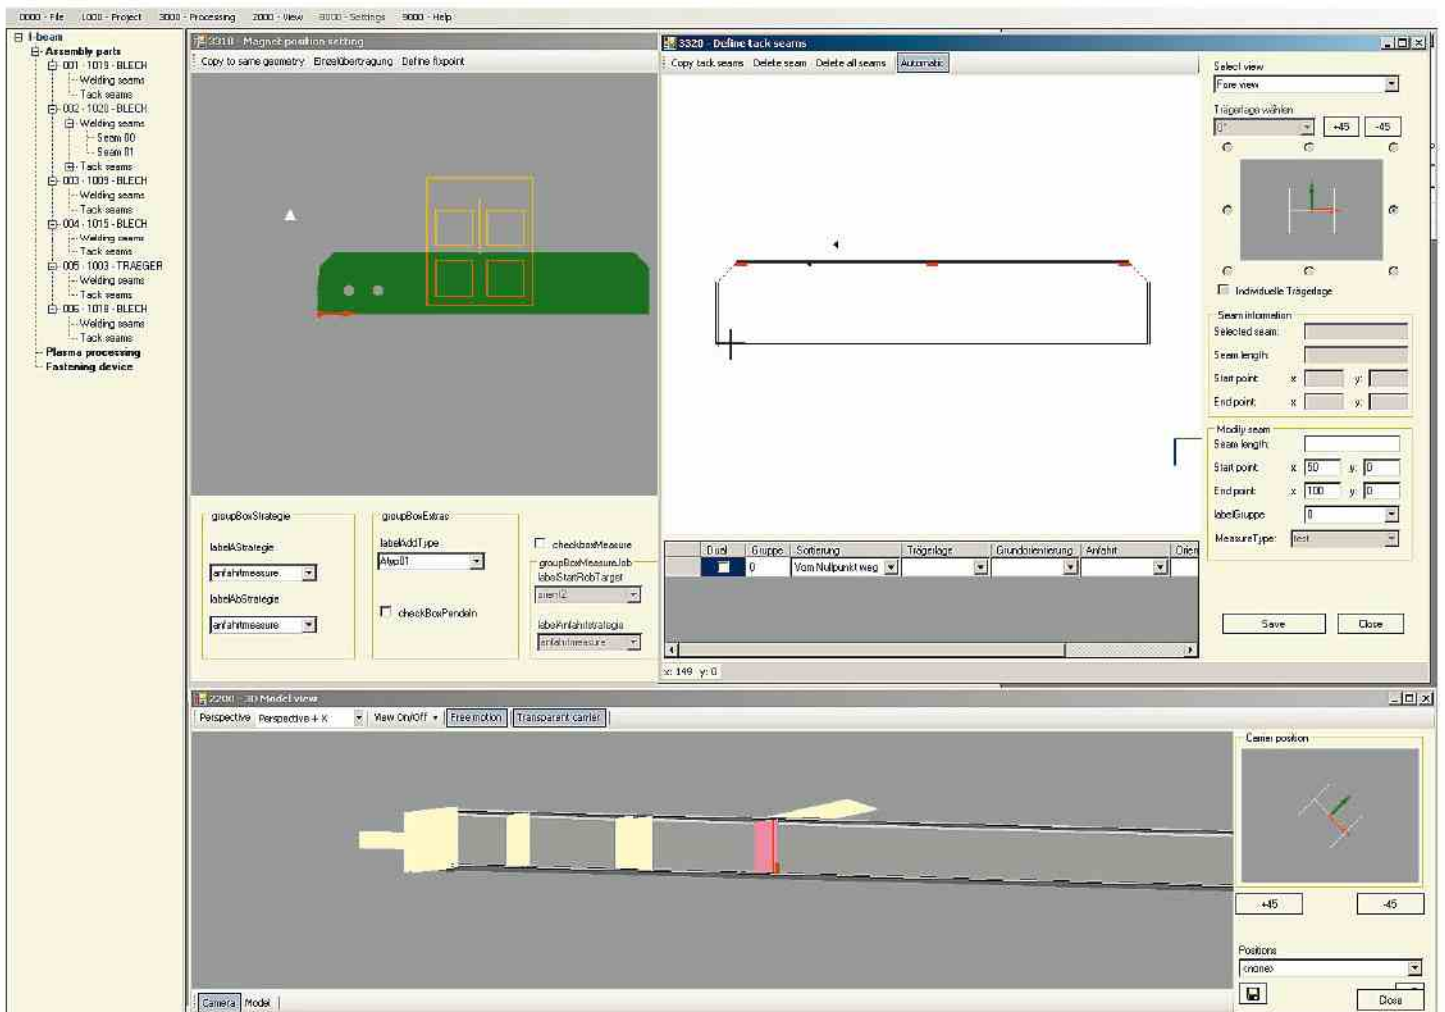 0000 - File 1000 - Project 3000 - Processing 2000 - View 8000 - Settings 9000 - Help
I-beam
Assembly parts
001 - 1019 - BLECH
Welding seams
Tack seams
002 - 1020 - BLECH
Welding seams
Seam 00
Seam 01
Tack seams
003 - 1009 - BLECH
Welding seams
Tack seams
004 - 1015 - BLECH
Welding seams
Tack seams
005 - 1003 - TRAEGER
Welding seams
Tack seams
006 - 1018 - BLECH
Welding seams
Tack seams
Plasma processing
Fastening device
3310 - Magnet position setting
Copy to same geometry Einzelübertragung Define fixpoint
groupBoxStrategie
labelAStrategie
anfahrtmeasure
labelAbStrategie
anfahrtmeasure
groupBoxExtras
labelAddType
Atyp01
checkBoxPendeln
checkboxMeasure
groupBoxMeasureJob
labelStartRobTarget
orient2
labelAnfahrtstrategie
anfahrtmeasure
3320 - Define tack seams
Copy tack seams Delete seam Delete all seams Automatic
Dual Gruppe Sortierung Trägerlage Grundorientierung Anfahrt Orien
0 Vom Nullpunkt weg
x: 149 y: 0
Select view
Fore view
Trägerlage wählen
0° +45 -45
Individuelle Trägerlage
Seam information
Selected seam:
Seam length:
Start point: x: y:
End point: x: y:
Modify seam
Seam length:
Start point: x: 50 y: 0
End point: x: 100 y: 0
labelGruppe 0
MeasureType: test
Save Close
2200 - 3D Model view
Perspective Perspective + X View On/Off Free motion Transparent carrier
Carrier position
+45 -45
Positions
<none>
Close
Camera Model